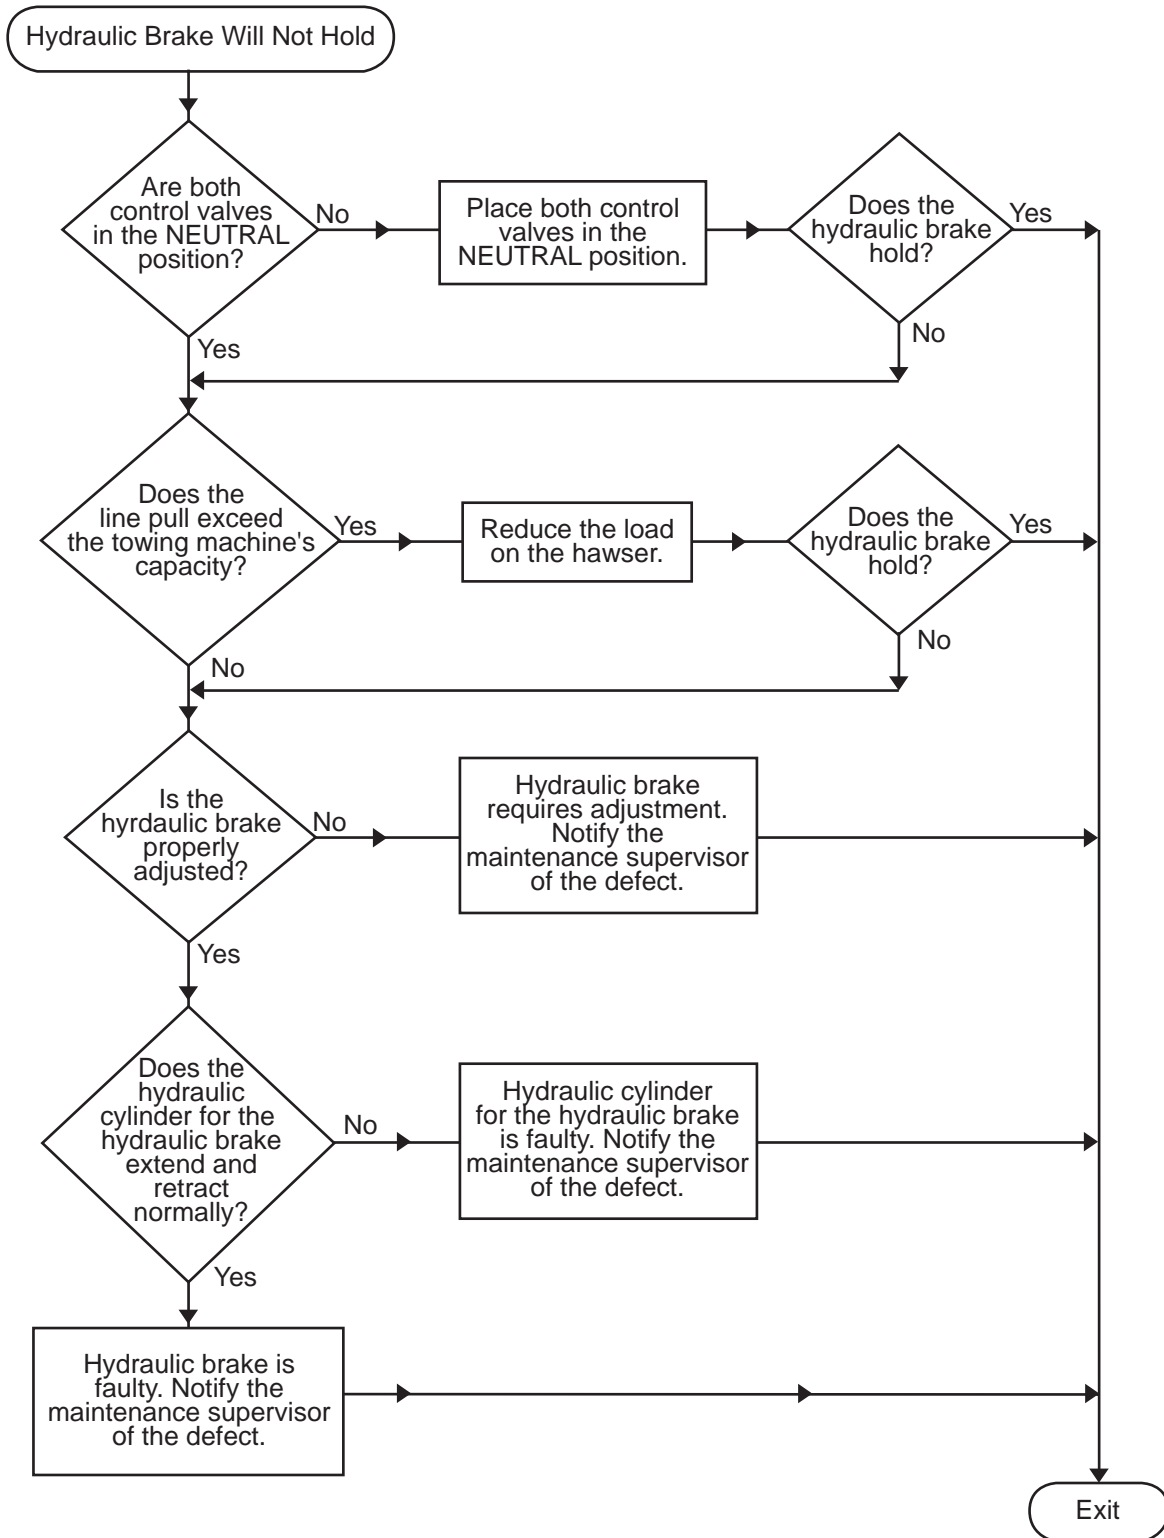 Hydraulic Brake Will Not Hold
Are both
control valves
in the NEUTRAL
position?
No
Place both control
valves in the
NEUTRAL position.
Does the
hydraulic brake
hold?
Yes
No
Yes
Does the
line pull exceed
the towing machine's
capacity?
Yes
Reduce the load
on the hawser.
Does the
hydraulic brake
hold?
Yes
No
No
Is the
hyrdaulic brake
properly
adjusted?
No
Hydraulic brake
requires adjustment.
Notify the
maintenance supervisor
of the defect.
Yes
Does the
hydraulic
cylinder for the
hydraulic brake
extend and
retract
normally?
No
Hydraulic cylinder
for the hydraulic brake
is faulty. Notify the
maintenance supervisor
of the defect.
Yes
Hydraulic brake is
faulty. Notify the
maintenance supervisor
of the defect.
Exit